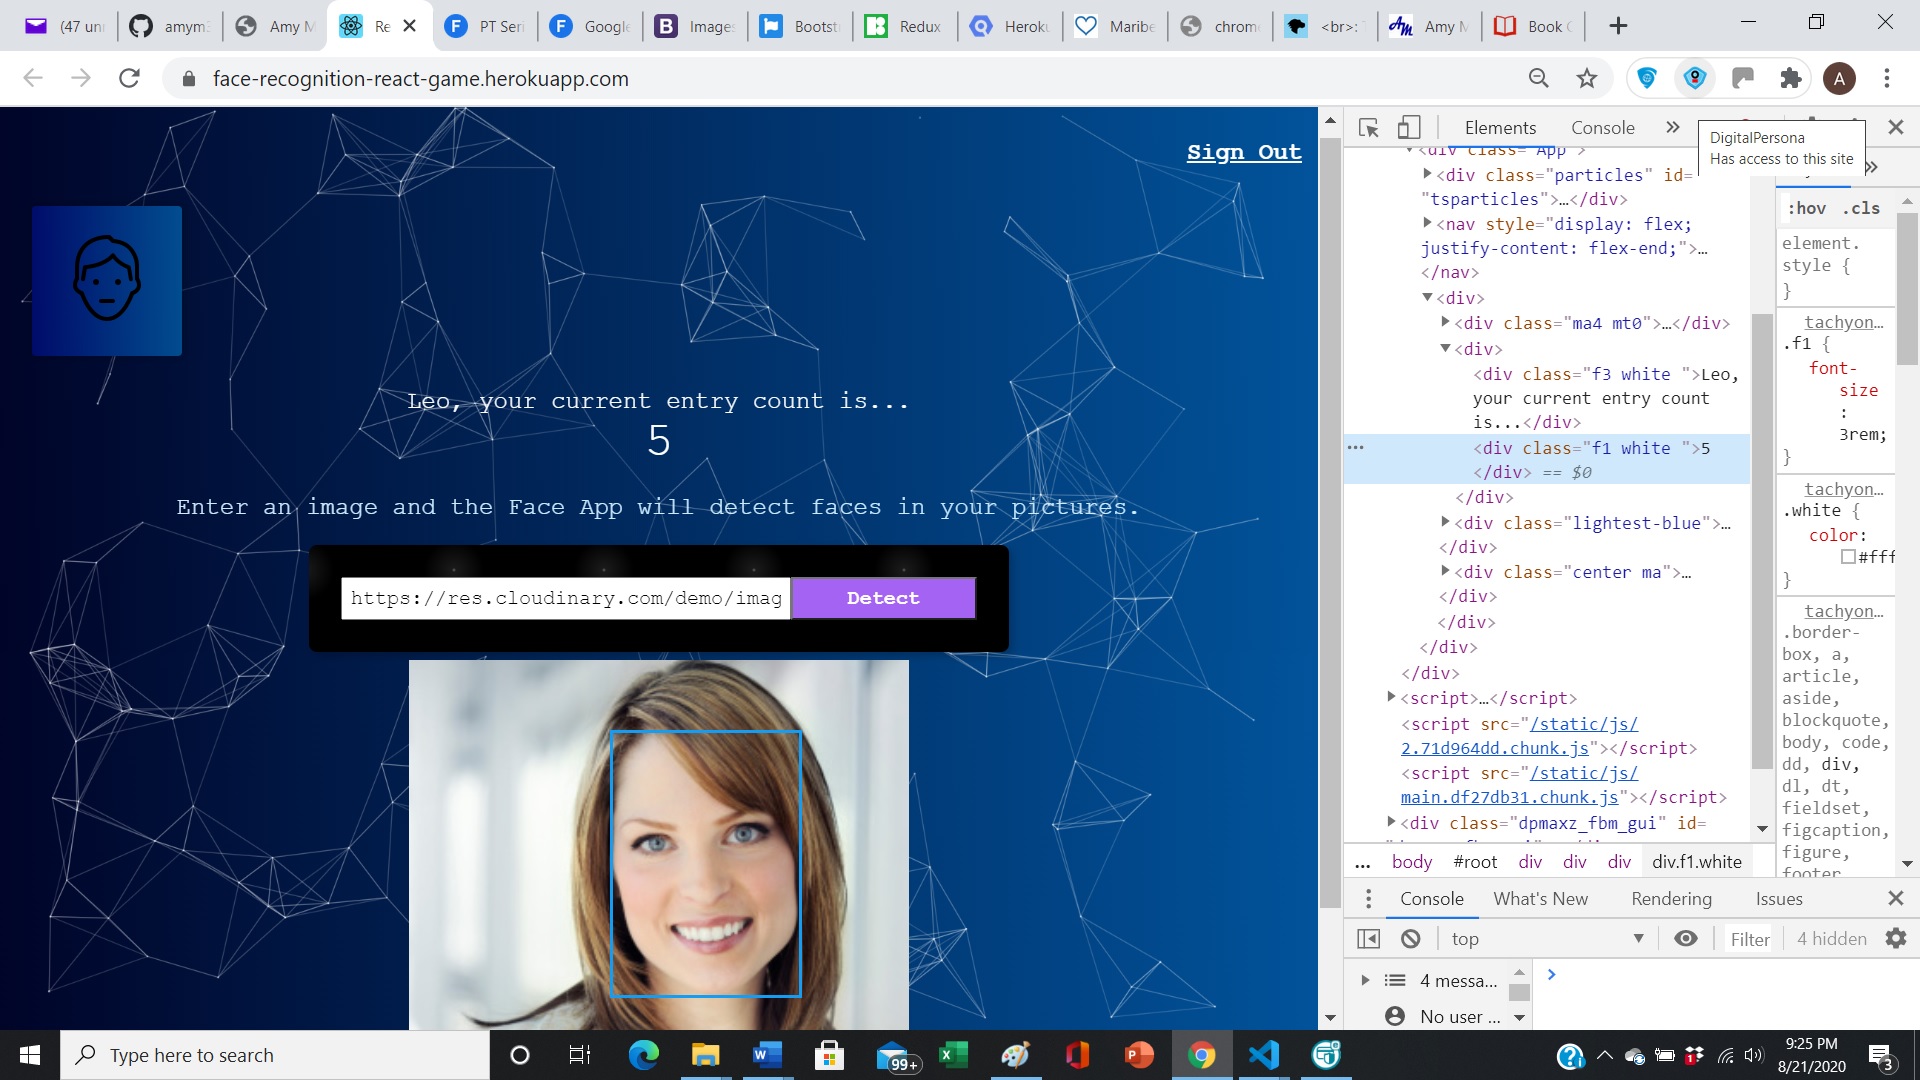 (47 unr
amym
Amy M
Re
PT Seri
Google
Images
Bootst
Redux
Heroku
Maribe
chrome
<br>: T
Amy M
Book C
face-recognition-react-game.herokuapp.com
A
Sign Out
Leo, your current entry count is...
5
Enter an image and the Face App will detect faces in your pictures.
https://res.cloudinary.com/demo/imag
Detect
Elements Console
DigitalPersona
Has access to this site
<div class="App">
<div class="particles" id=
"tsparticles">…</div>
<nav style="display: flex;
justify-content: flex-end;">…
</nav>
<div>
<div class="ma4 mt0">…</div>
<div>
<div class="f3 white ">Leo,
your current entry count
is...</div>
<div class="f1 white ">5
</div> == $0
</div>
<div class="lightest-blue">…
</div>
<div class="center ma">…
</div>
</div>
</div>
</div>
<script>…</script>
<script src="/static/js/
2.71d964dd.chunk.js"></script>
<script src="/static/js/
main.df27db31.chunk.js"></script>
<div class="dpmaxz_fbm_gui" id=
:hov .cls
element.
style {
}
tachyon…
.f1 {
font-
size
:
3rem;
}
tachyon…
.white {
color:
#fff
}
tachyon…
.border-
box, a,
article,
aside,
blockquote,
body, code,
dd, div,
dl, dt,
fieldset,
figcaption,
figure,
footer
... body #root div div div div.f1.white
Console What's New Rendering Issues
top Filter 4 hidden
4 messa...
No user ...
Type here to search
99+
9:25 PM
8/21/2020
3